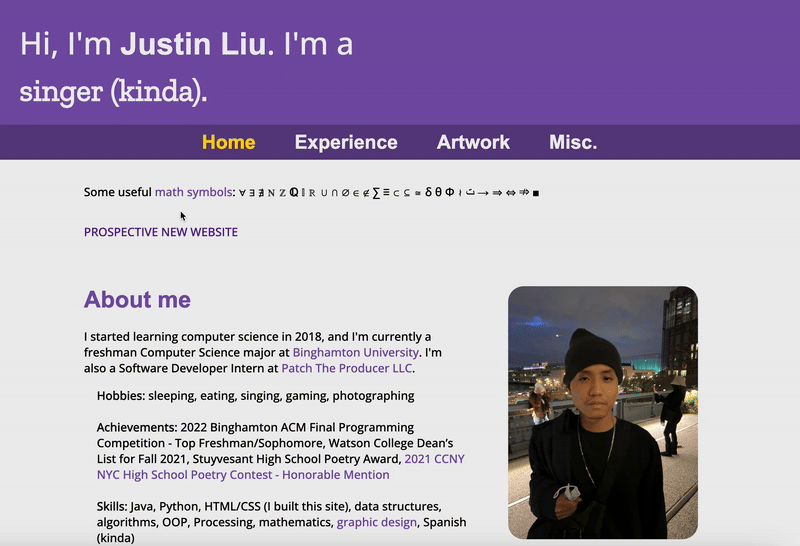 Hi, I'm Justin Liu. I'm a
singer (kinda).
Home Experience Artwork Misc.
Some useful math symbols: ∀ ∃ ∄ ℕ ℤ ℚ 𝕀 ℝ ∪ ∩ ∅ ∈ ∉ ∑ ≡ ⊂ ⊆ ≃ δ θ Φ ≀ → ⇒ ⇔ ⇏ ■
PROSPECTIVE NEW WEBSITE
About me
I started learning computer science in 2018, and I'm currently a
freshman Computer Science major at Binghamton University. I'm
also a Software Developer Intern at Patch The Producer LLC.
Hobbies: sleeping, eating, singing, gaming, photographing
Achievements: 2022 Binghamton ACM Final Programming
Competition - Top Freshman/Sophomore, Watson College Dean’s
List for Fall 2021, Stuyvesant High School Poetry Award, 2021 CCNY
NYC High School Poetry Contest - Honorable Mention
Skills: Java, Python, HTML/CSS (I built this site), data structures,
algorithms, OOP, Processing, mathematics, graphic design, Spanish
(kinda)